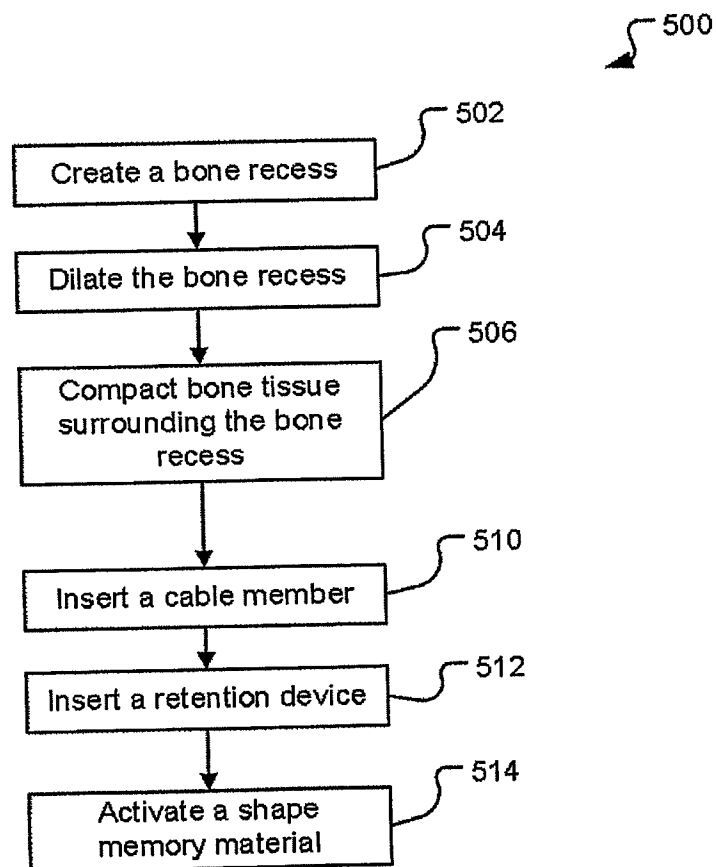 500
502
Create a bone recess
504
Dilate the bone recess
506
Compact bone tissue
surrounding the bone
recess
510
Insert a cable member
512
Insert a retention device
514
Activate a shape
memory material